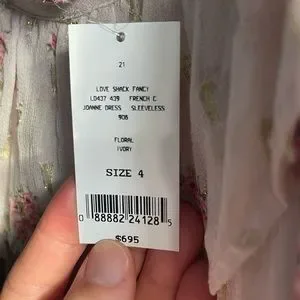 21
LOVE SHACK FANCY
LD437 439 FRENCH C
JOANNE DRESS SLEEVELESS
908
FLORAL
IVORY
SIZE 4
0 88882 24128 5
$695